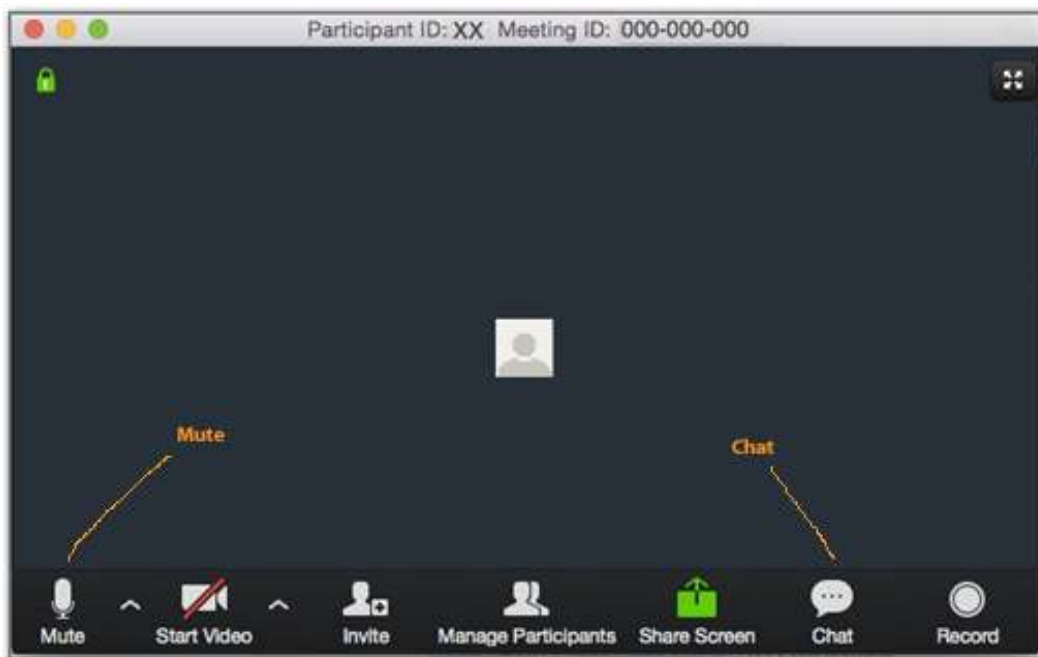 Participant ID: XX Meeting ID: 000-000-000
Mute
Chat
Mute Start Video Invite Manage Participants Share Screen Chat Record